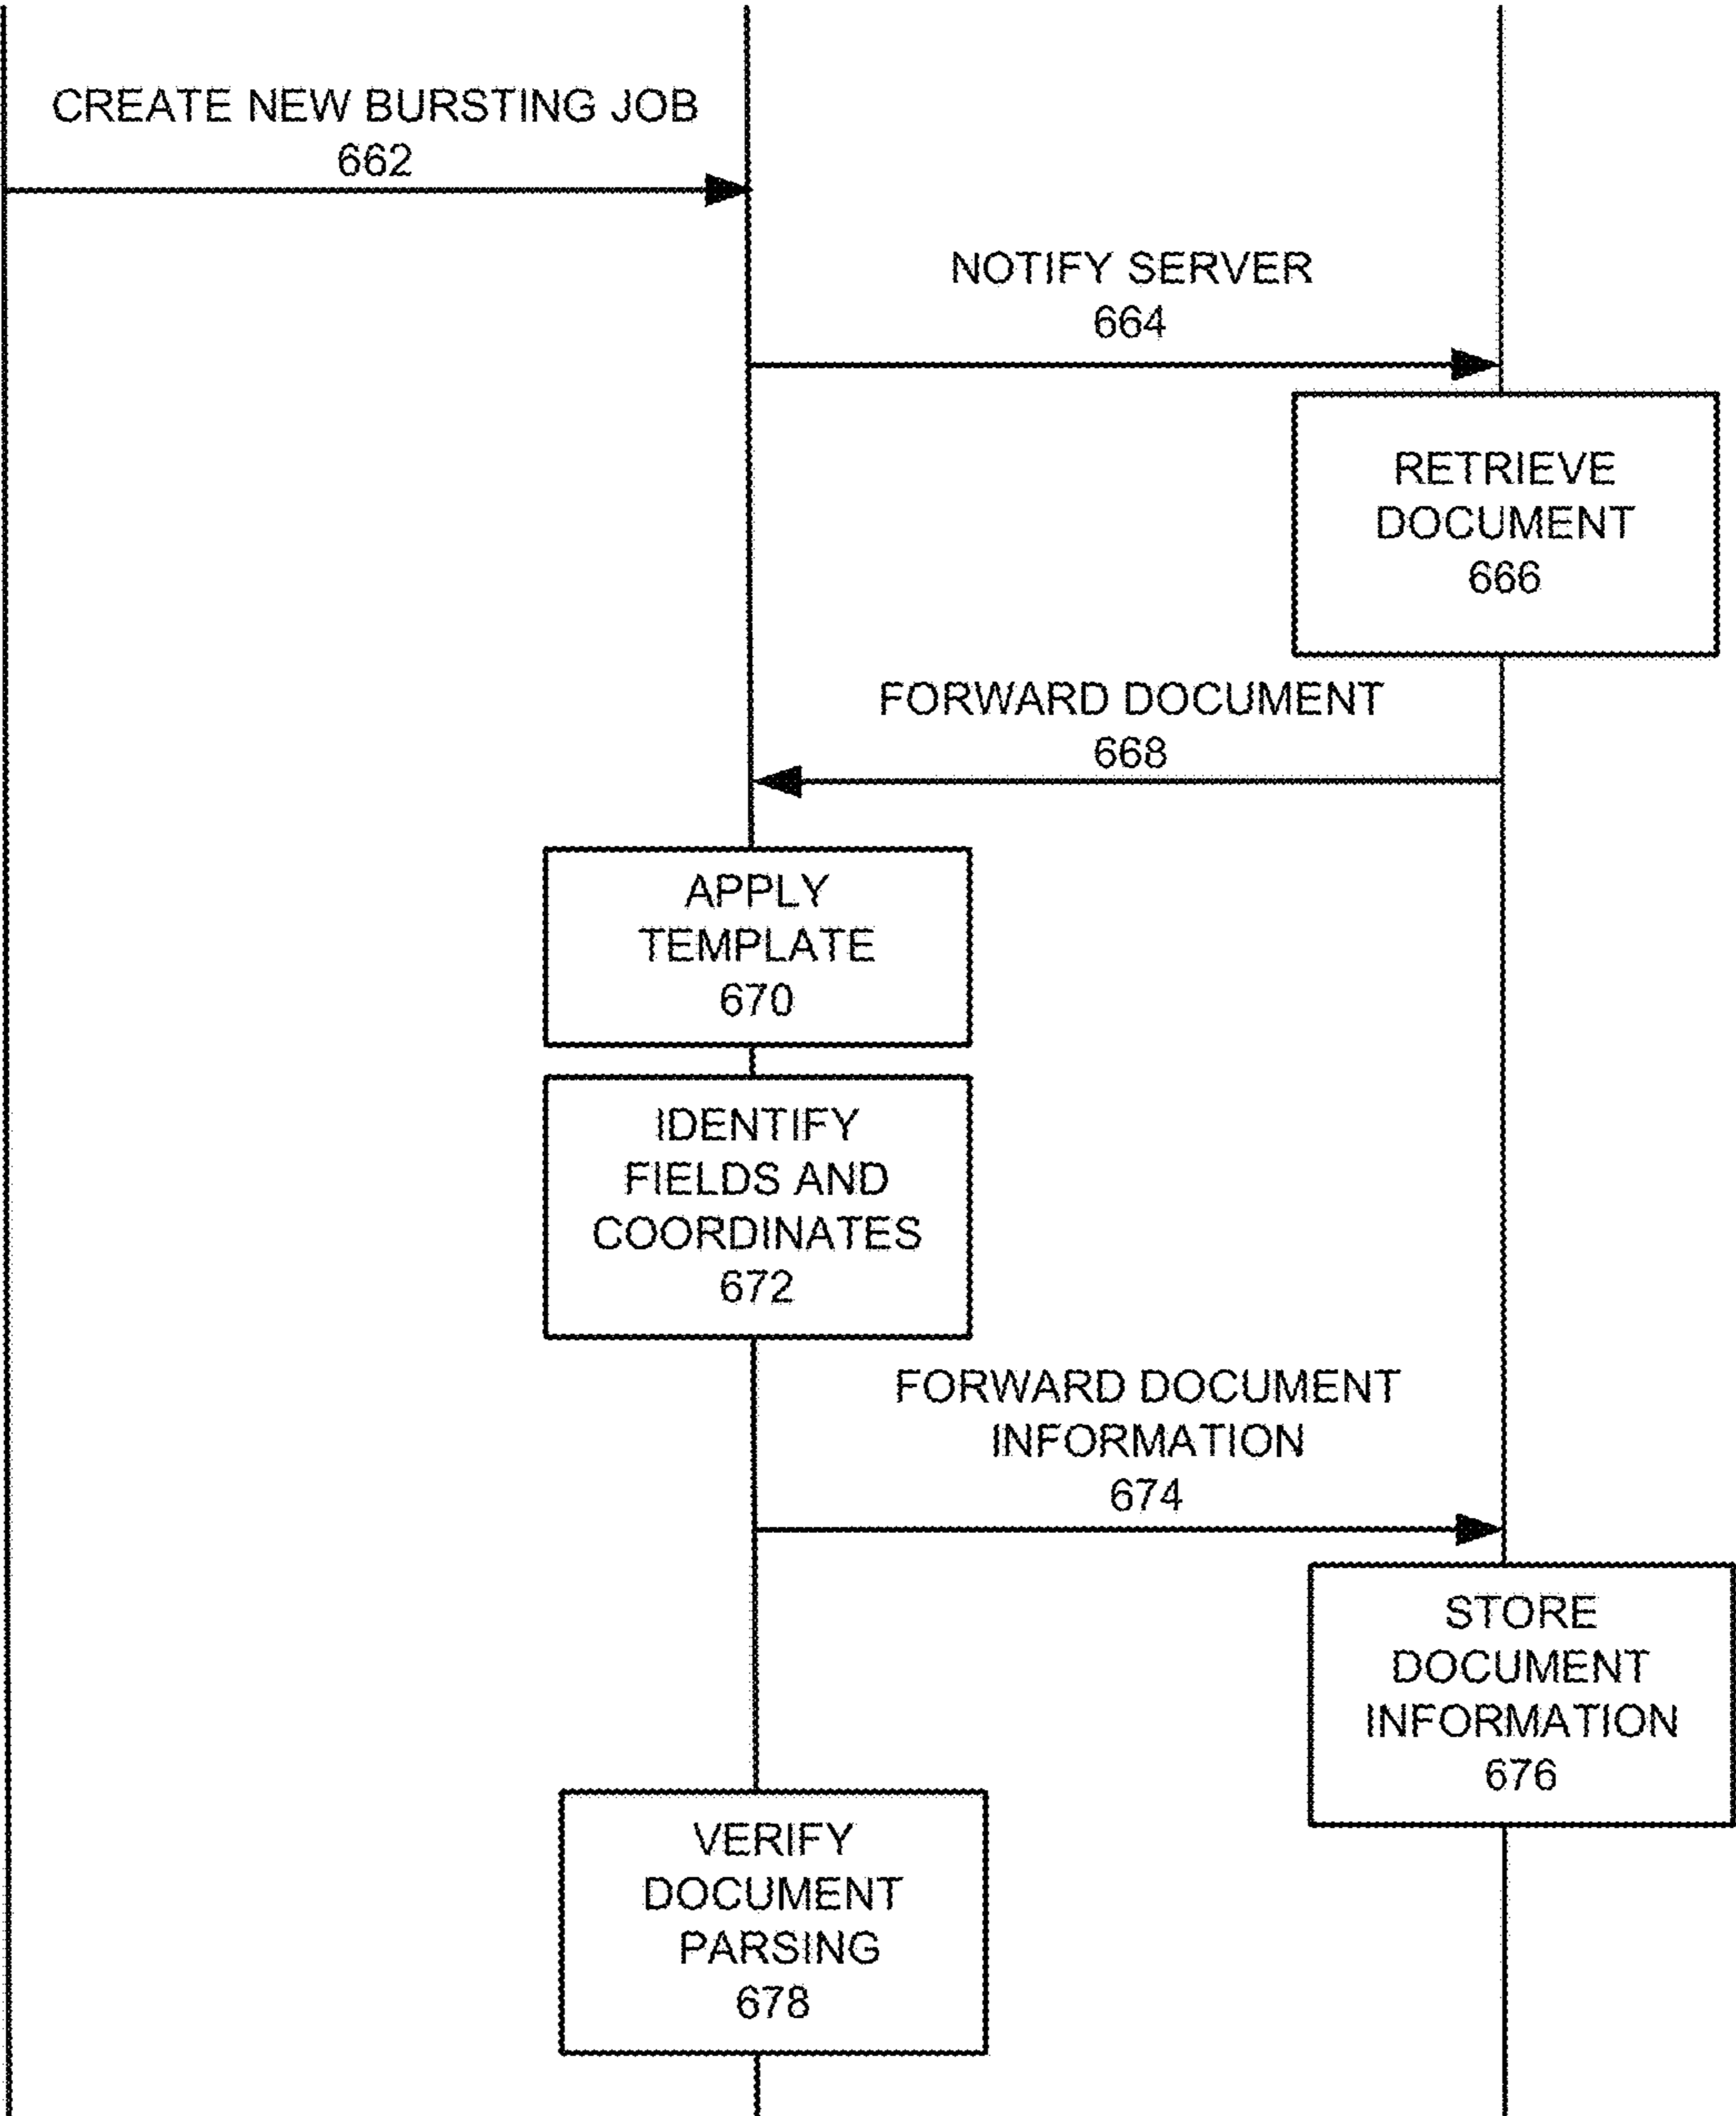 CREATE NEW BURSTING JOB
662
NOTIFY SERVER
664
RETRIEVE
DOCUMENT
666
FORWARD DOCUMENT
668
APPLY
TEMPLATE
670
IDENTIFY
FIELDS AND
COORDINATES
672
FORWARD DOCUMENT
INFORMATION
674
STORE
DOCUMENT
INFORMATION
676
VERIFY
DOCUMENT
PARSING
678